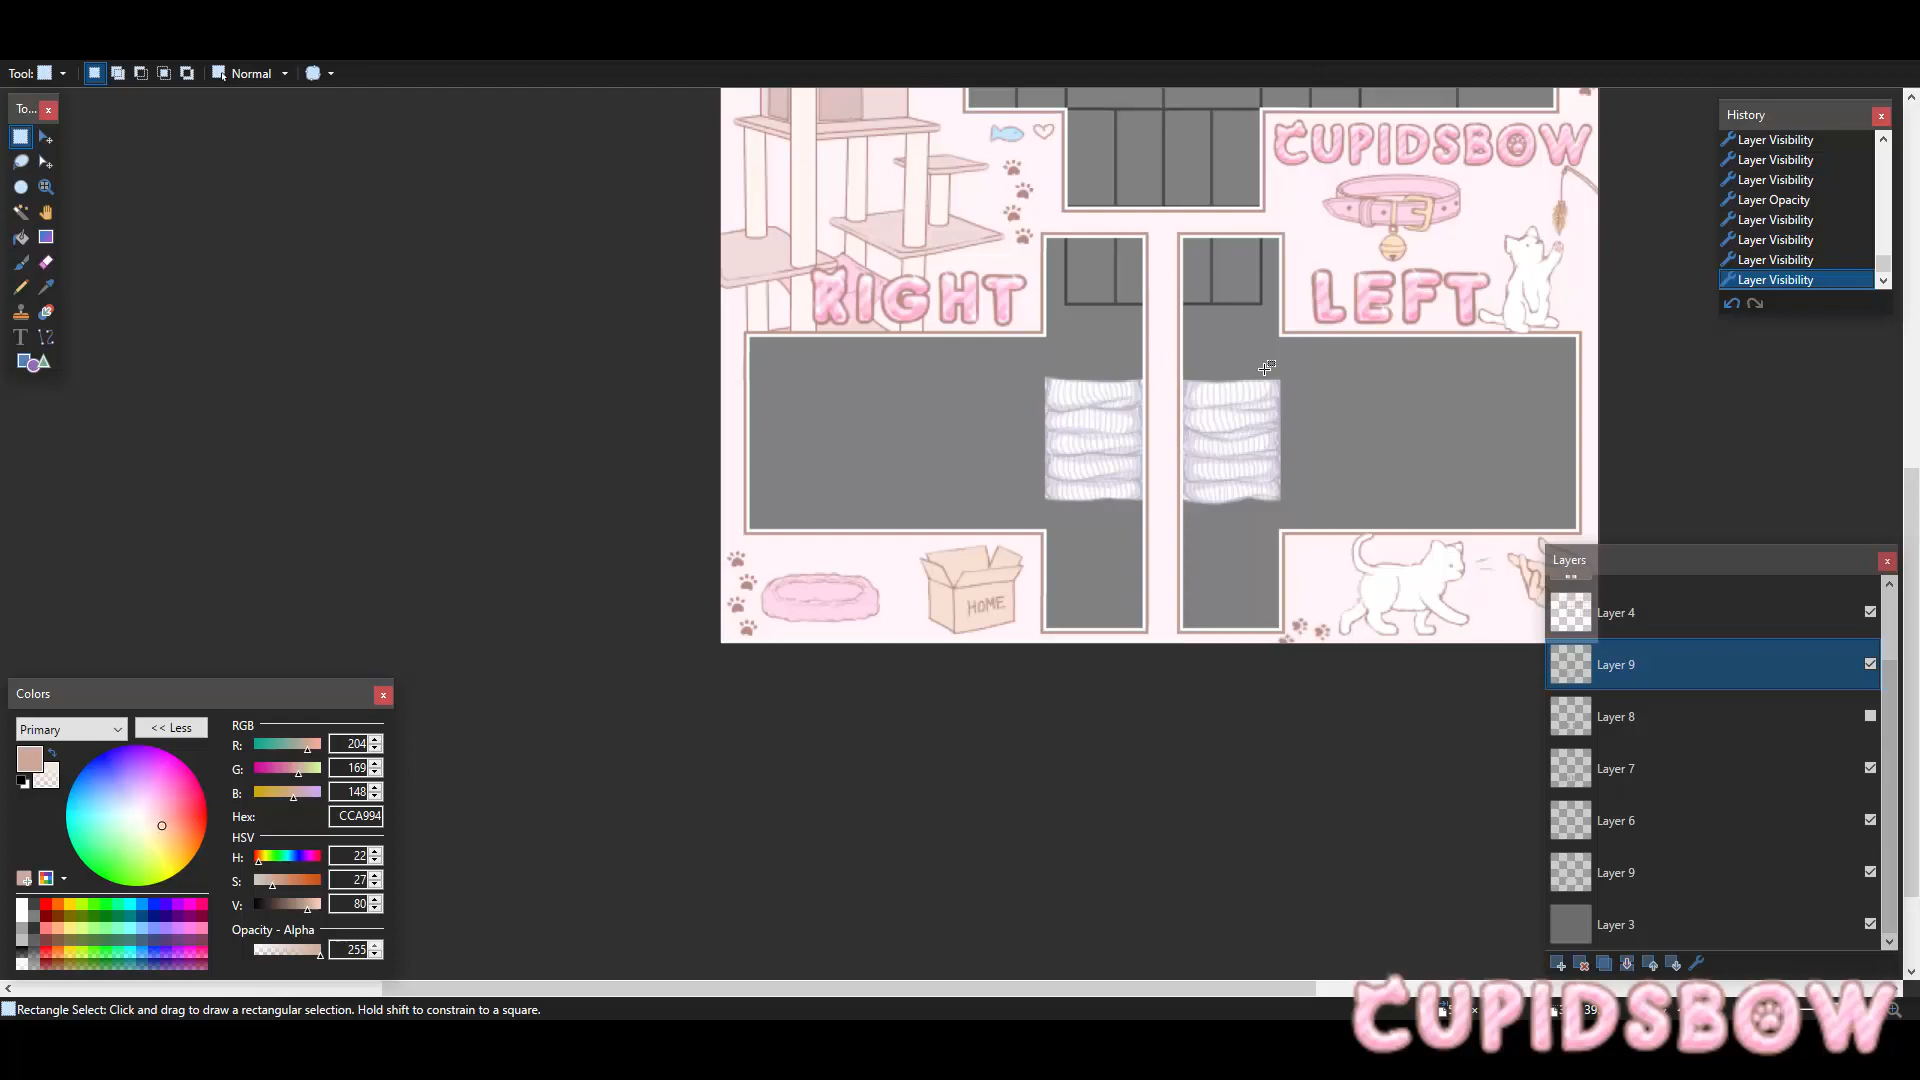 Tool:
Normal
To...
History
Layer Visibility
Layer Visibility
Layer Visibility
Layer Opacity
Layer Visibility
Layer Visibility
Layer Visibility
Layer Visibility
CUPIDSBOW
RIGHT
LEFT
HOME
Layers
Layer 4
Layer 9
Layer 8
Layer 7
Layer 6
Layer 9
Layer 3
Colors
Primary
<< Less
RGB
R: 204
G: 169
B: 148
Hex: CCA994
HSV
H: 22
S: 27
V: 80
Opacity - Alpha
255
Rectangle Select: Click and drag to draw a rectangular selection. Hold shift to constrain to a square.
CUPIDSBOW